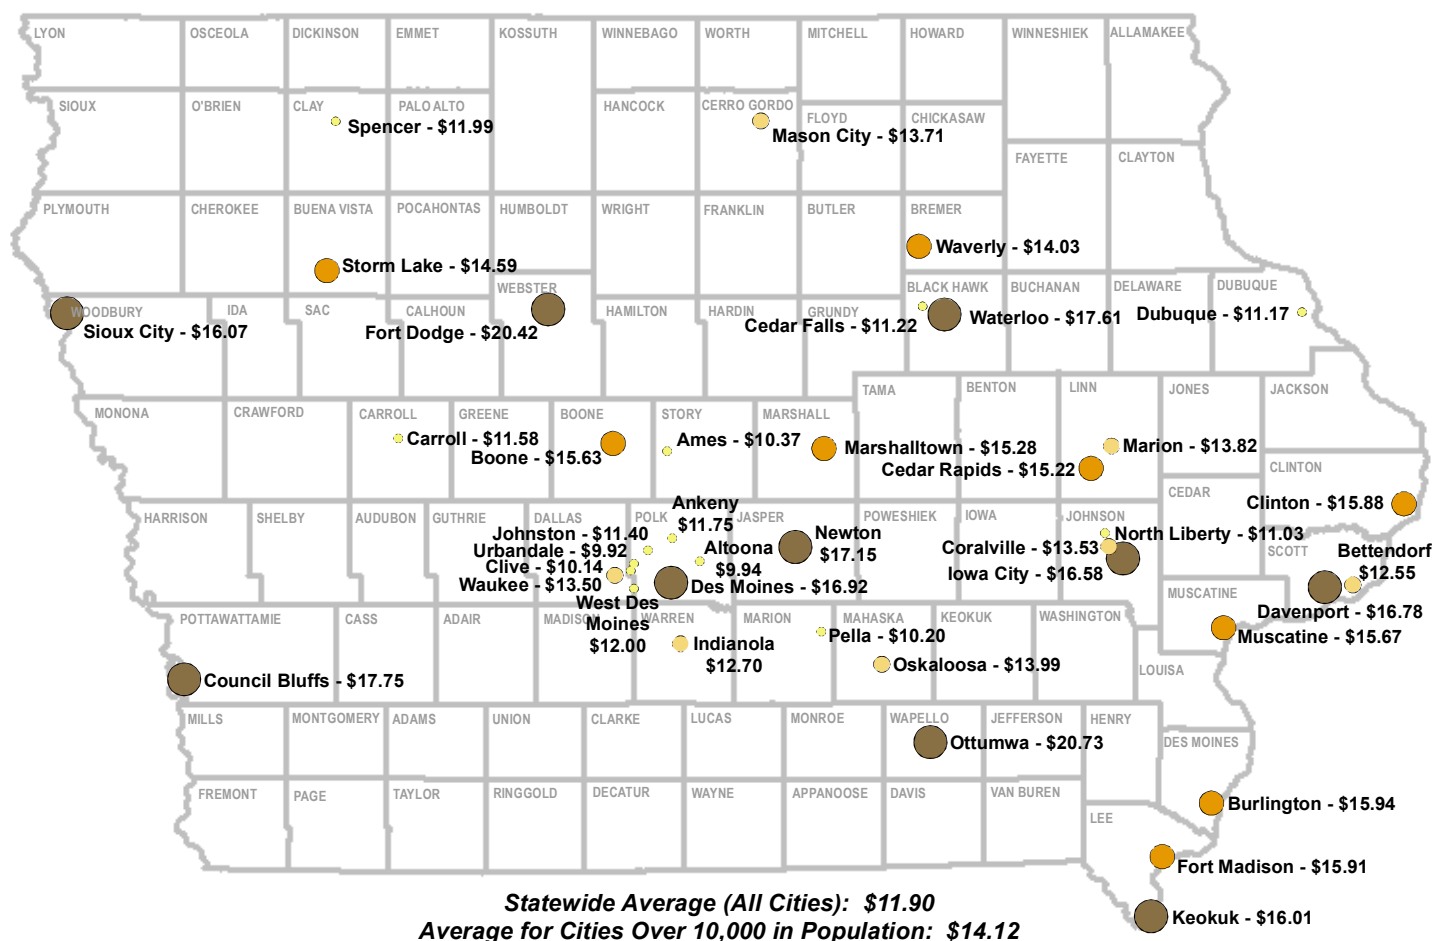 LYON
OSCEOLA
DICKINSON
EMMET
KOSSUTH
WINNEBAGO
WORTH
MITCHELL
HOWARD
WINNESHIEK
ALLAMAKEE
SIOUX
O'BRIEN
CLAY
PALO ALTO
HANCOCK
CERRO GORDO
FLOYD
CHICKASAW
Spencer - $11.99
Mason City - $13.71
FAYETTE
CLAYTON
PLYMOUTH
CHEROKEE
BUENA VISTA
POCAHONTAS
HUMBOLDT
WRIGHT
FRANKLIN
BUTLER
BREMER
Waverly - $14.03
Storm Lake - $14.59
WEBSTER
BLACK HAWK
BUCHANAN
DELAWARE
DUBUQUE
WOODBURY
IDA
SAC
CALHOUN
HAMILTON
HARDIN
GRUNDY
Sioux City - $16.07
Fort Dodge - $20.42
Cedar Falls - $11.22
Waterloo - $17.61
Dubuque - $11.17
TAMA
BENTON
LINN
JONES
JACKSON
MONONA
CRAWFORD
CARROLL
GREENE
BOONE
STORY
MARSHALL
Carroll - $11.58
Boone - $15.63
Ames - $10.37
Marshalltown - $15.28
Cedar Rapids - $15.22
Marion - $13.82
CLINTON
CEDAR
Clinton - $15.88
HARRISON
SHELBY
AUDUBON
GUTHRIE
DALLAS
POLK
JASPER
POWESHIEK
IOWA
JOHNSON
Ankeny
$11.75
Johnston - $11.40
Urbandale - $9.92
Clive - $10.14
Waukee - $13.50
Altoona
$9.94
Newton
$17.15
Des Moines - $16.92
North Liberty - $11.03
Coralville - $13.53
Iowa City - $16.58
SCOTT
Bettendorf
$12.55
Davenport - $16.78
MUSCATINE
Muscatine - $15.67
West Des
Moines
$12.00
POTTAWATTAMIE
CASS
ADAIR
MADISON
WARREN
MARION
MAHASKA
KEOKUK
WASHINGTON
Pella - $10.20
Indianola
$12.70
Oskaloosa - $13.99
LOUISA
Council Bluffs - $17.75
MILLS
MONTGOMERY
ADAMS
UNION
CLARKE
LUCAS
MONROE
WAPELLO
JEFFERSON
HENRY
DES MOINES
Ottumwa - $20.73
FREMONT
PAGE
TAYLOR
RINGGOLD
DECATUR
WAYNE
APPANOOSE
DAVIS
VAN BUREN
LEE
Burlington - $15.94
Fort Madison - $15.91
Keokuk - $16.01
Statewide Average (All Cities): $11.90
Average for Cities Over 10,000 in Population: $14.12